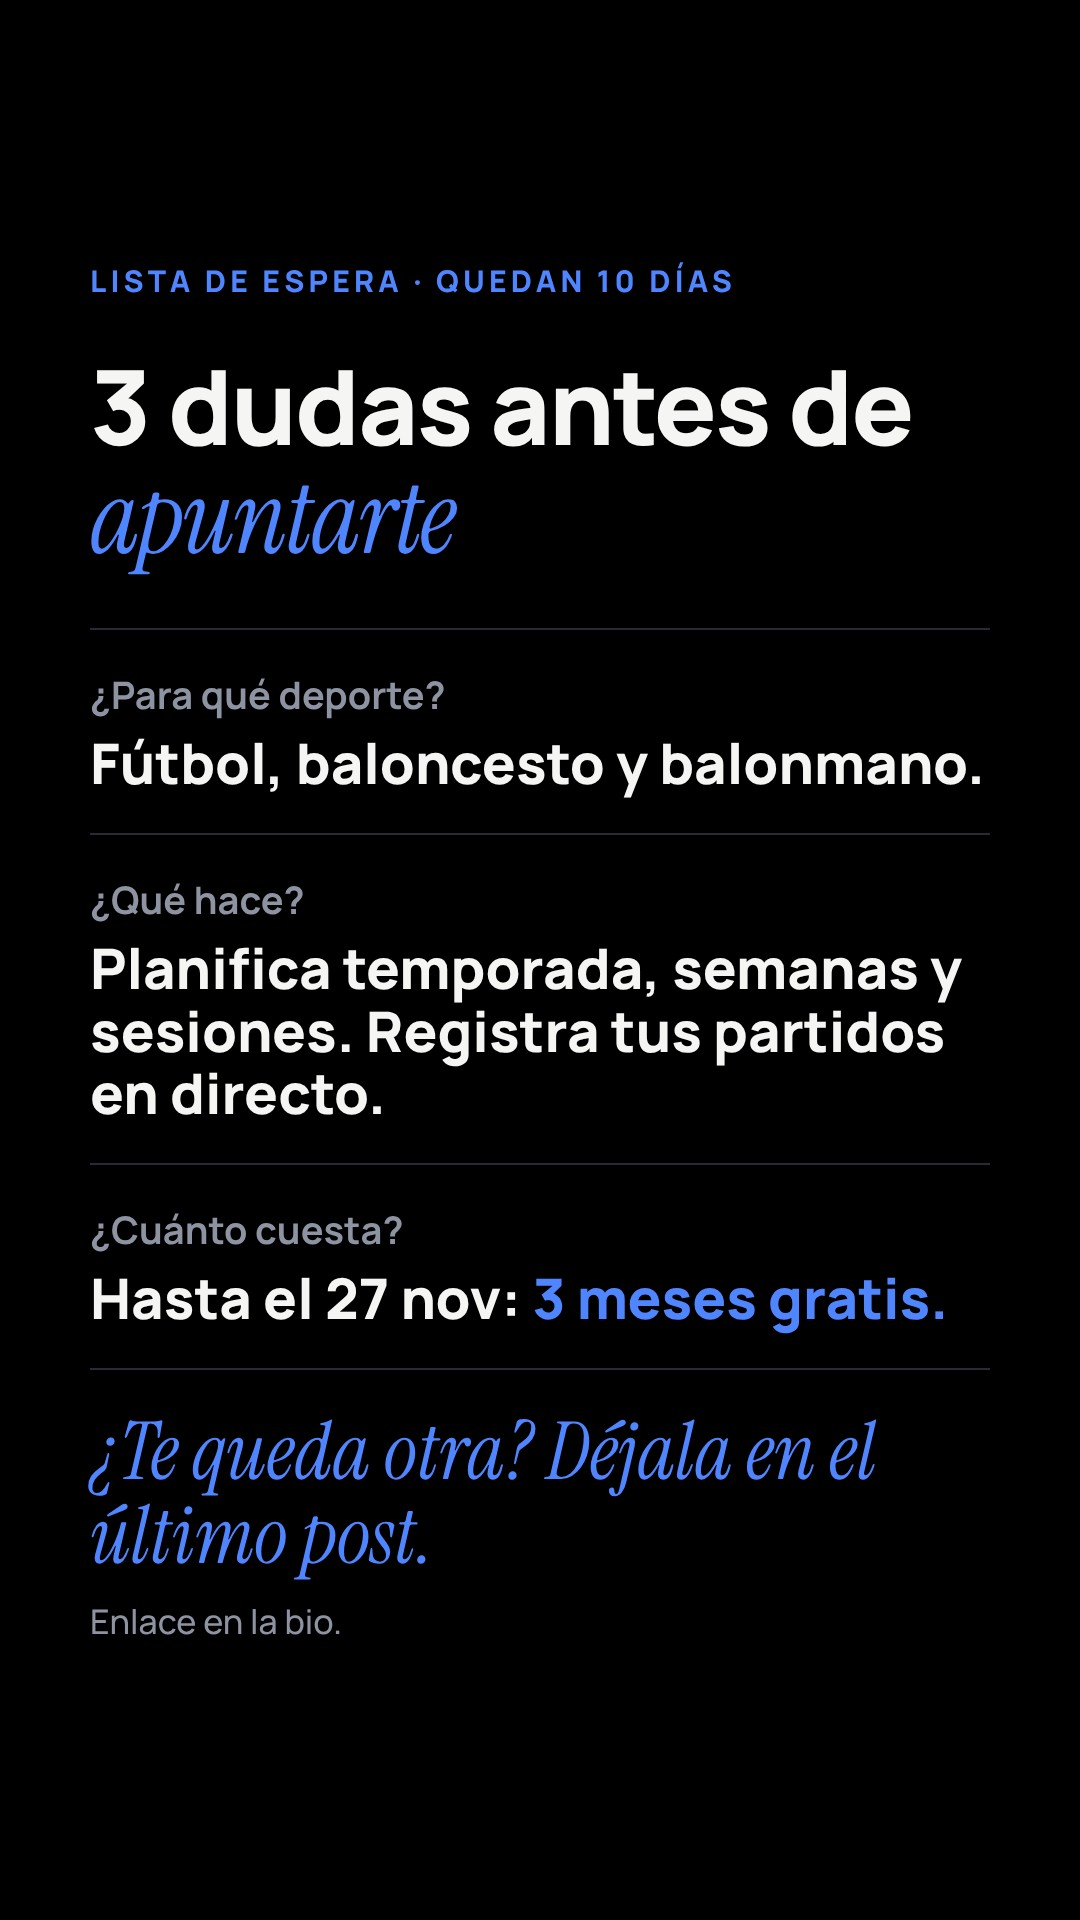 LISTA DE ESPERA · QUEDAN 10 DÍAS
3 dudas antes de
apuntarte
¿Para qué deporte?
Fútbol, baloncesto y balonmano.
¿Qué hace?
Planifica temporada, semanas y
sesiones. Registra tus partidos
en directo.
¿Cuánto cuesta?
Hasta el 27 nov: 3 meses gratis.
¿Te queda otra? Déjala en el
último post.
Enlace en la bio.